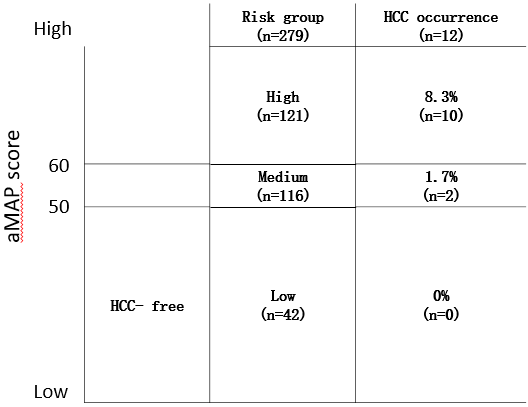 High
Risk group
(n=279)
HCC occurrence
(n=12)
High
(n=121)
8.3%
(n=10)
60
Medium
(n=116)
1.7%
(n=2)
50
aMAP score
HCC- free
Low
(n=42)
0%
(n=0)
Low